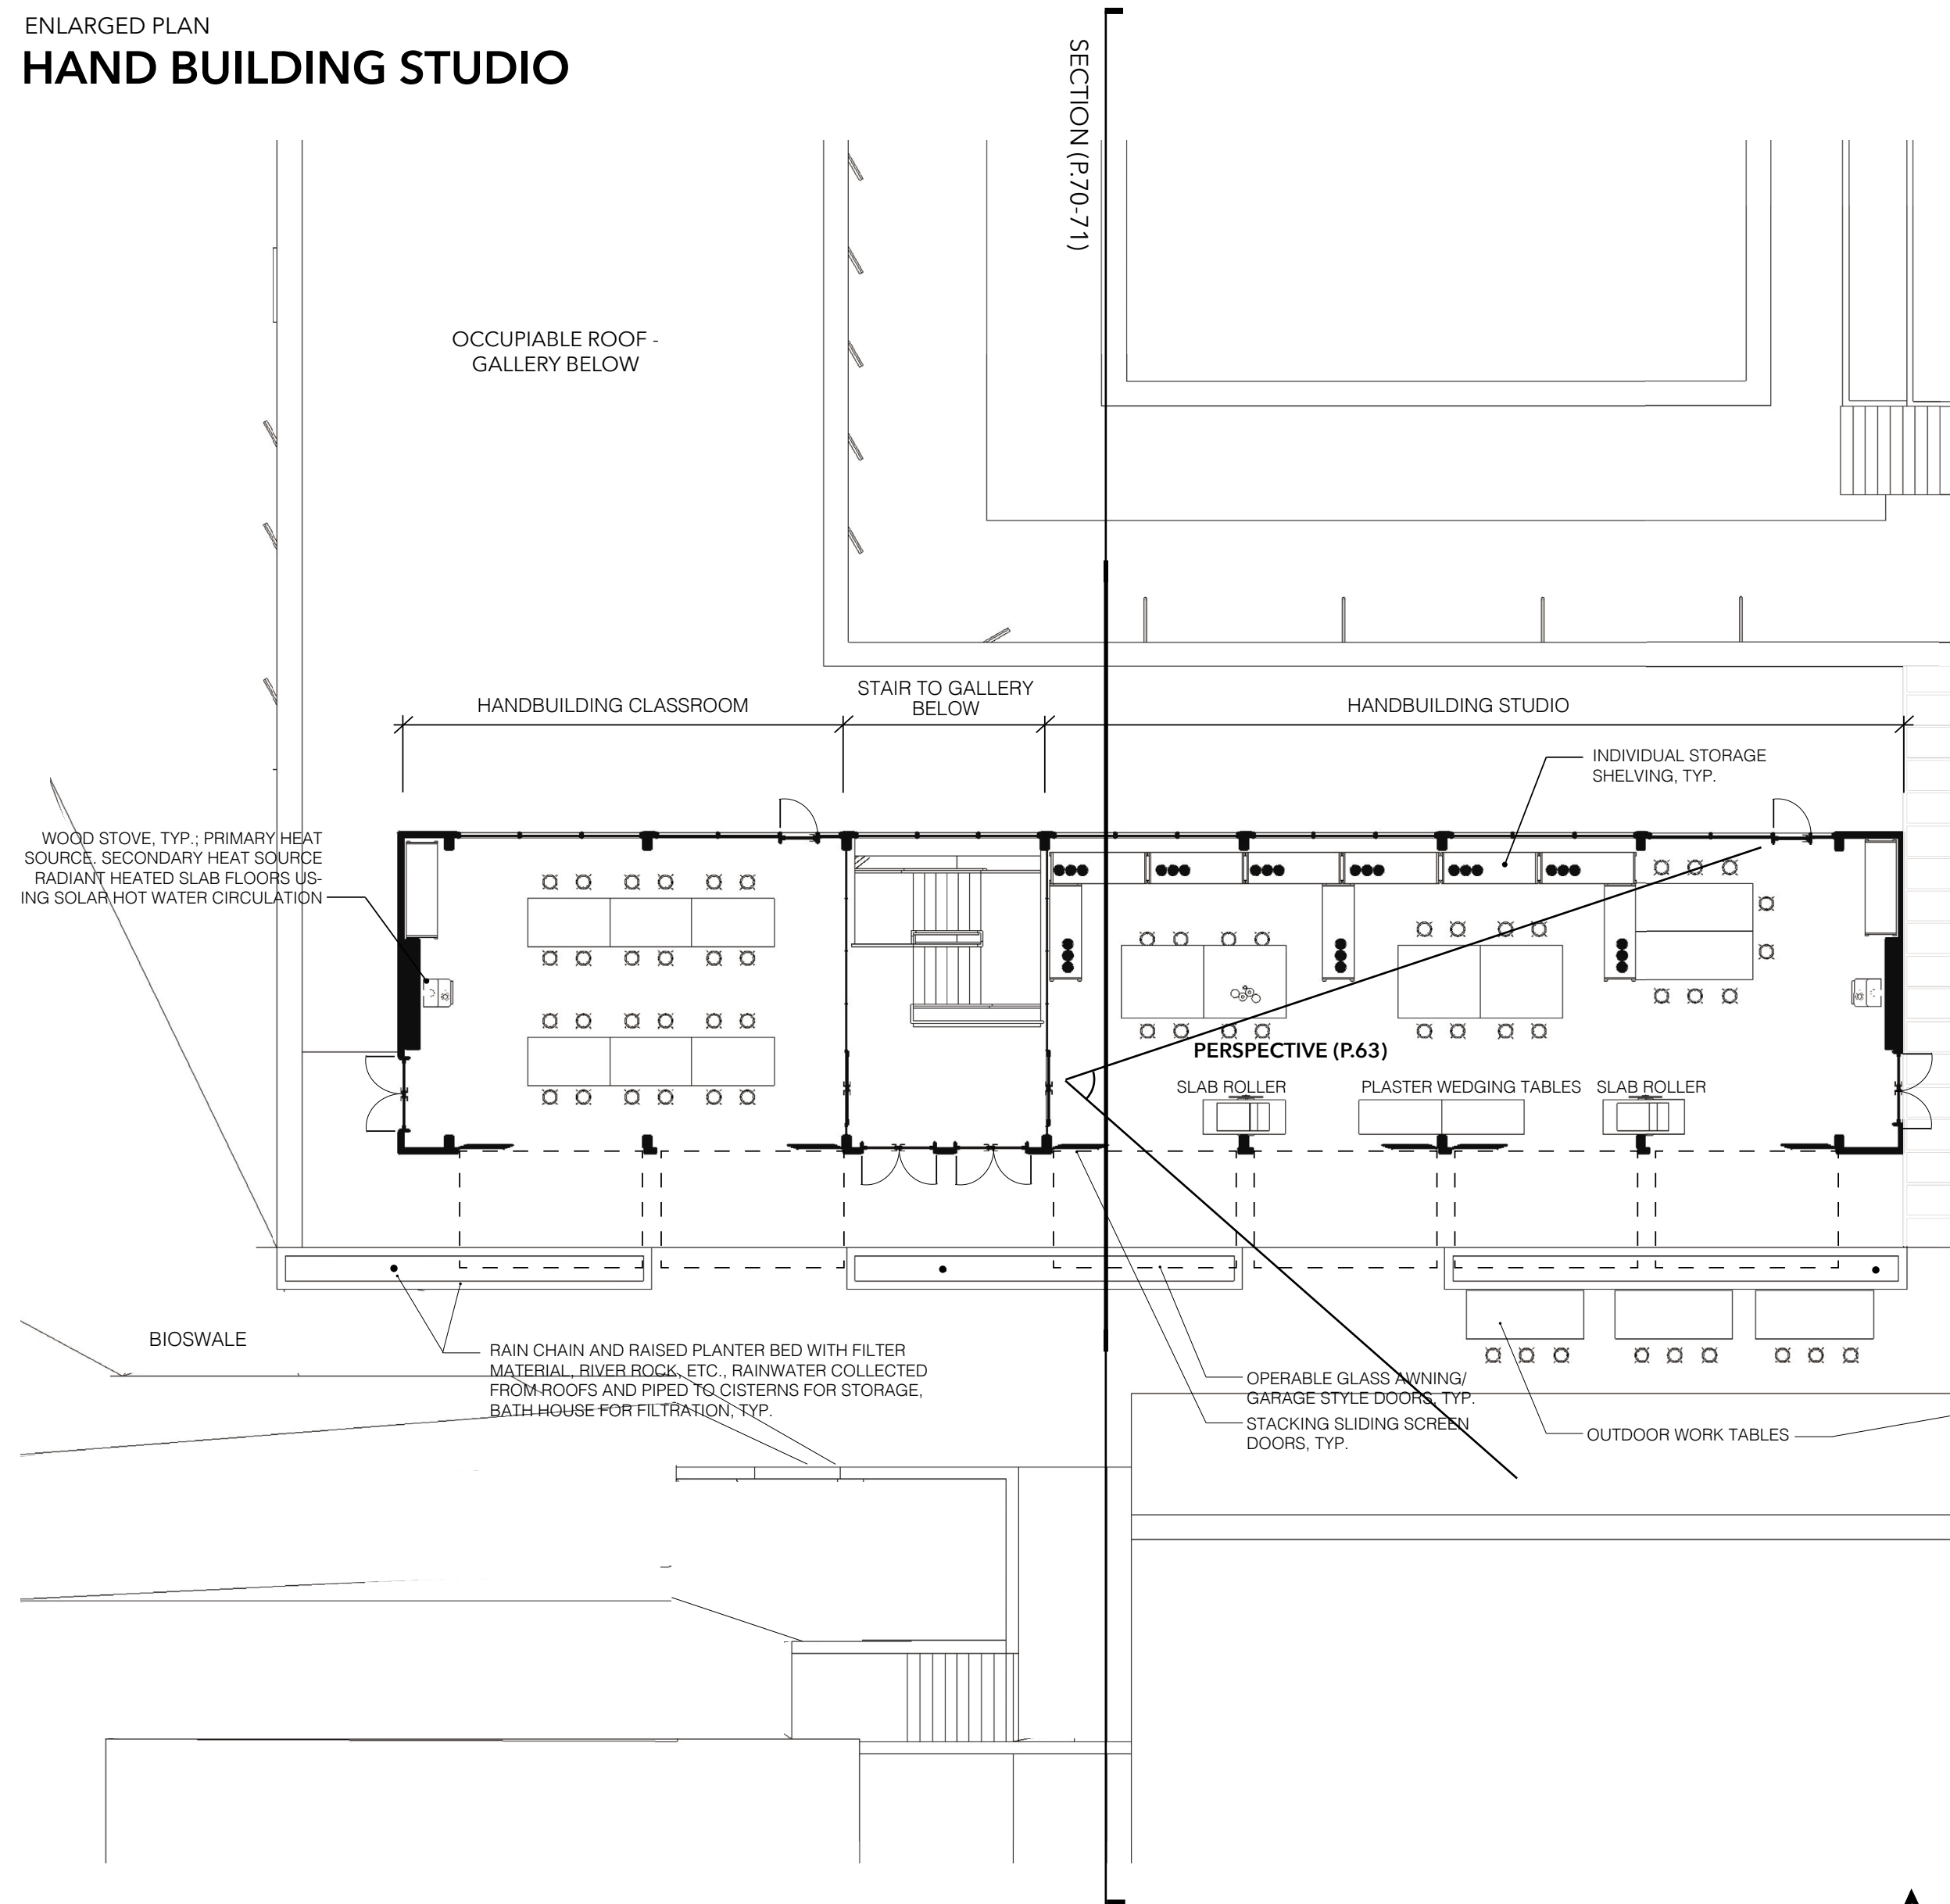 ENLARGED PLAN
HAND BUILDING STUDIO
SECTION (P.70-71)
OCCUPIABLE ROOF -
GALLERY BELOW
HANDBUILDING CLASSROOM
STAIR TO GALLERY
BELOW
HANDBUILDING STUDIO
INDIVIDUAL STORAGE
SHELVING, TYP.
WOOD STOVE, TYP.; PRIMARY HEAT
SOURCE. SECONDARY HEAT SOURCE
RADIANT HEATED SLAB FLOORS US-
ING SOLAR HOT WATER CIRCULATION
PERSPECTIVE (P.63)
SLAB ROLLER
PLASTER WEDGING TABLES
SLAB ROLLER
BIOSWALE
RAIN CHAIN AND RAISED PLANTER BED WITH FILTER
MATERIAL, RIVER ROCK, ETC., RAINWATER COLLECTED
FROM ROOFS AND PIPED TO CISTERNS FOR STORAGE,
BATH HOUSE FOR FILTRATION, TYP.
OPERABLE GLASS AWNING/
GARAGE STYLE DOORS, TYP.
STACKING SLIDING SCREEN
DOORS, TYP.
OUTDOOR WORK TABLES